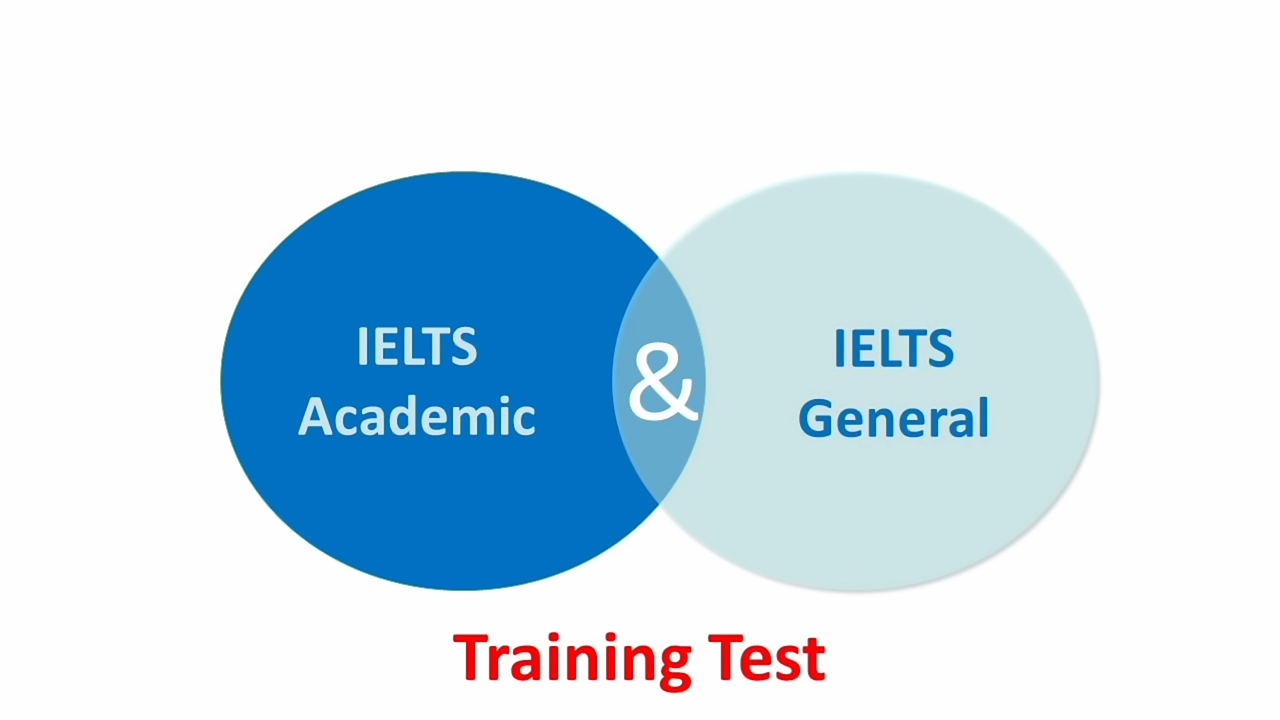 IELTS
Academic
&
IELTS
General
Training Test